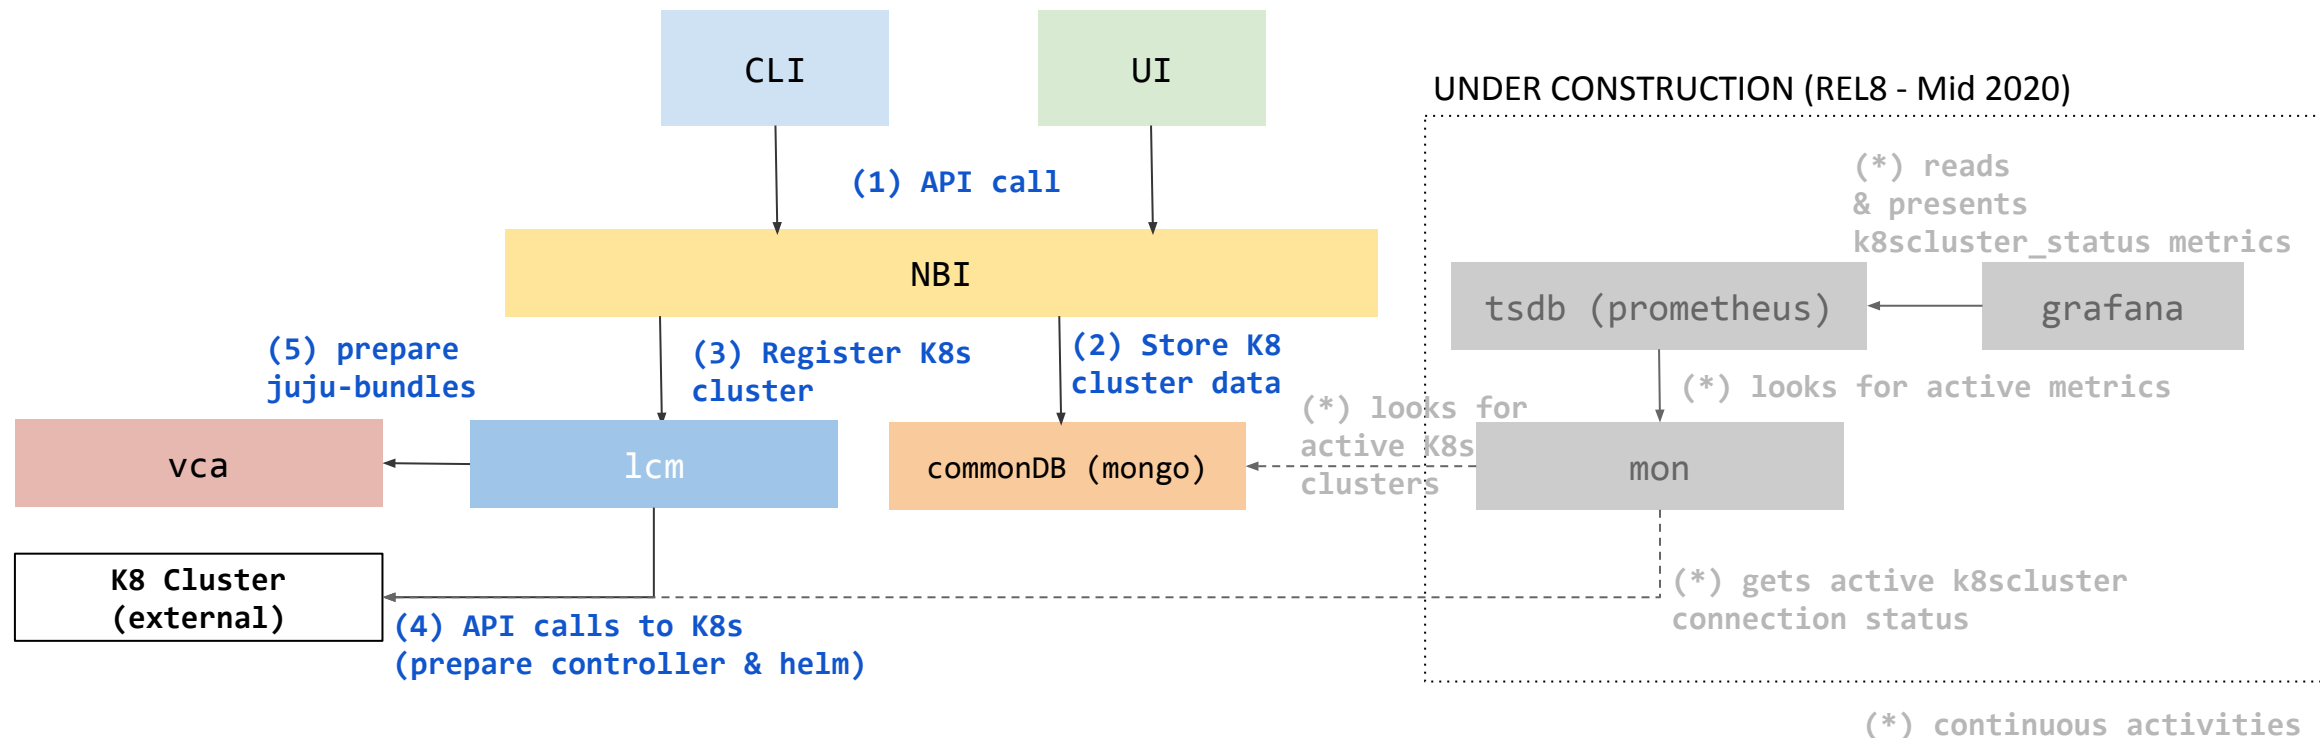 CLI
UI
UNDER CONSTRUCTION (REL8 - Mid 2020)
(1) API call
(*) reads
& presents
k8scluster_status metrics
NBI
tsdb (prometheus)
grafana
(5) prepare
juju-bundles
(3) Register K8s
cluster
(2) Store K8
cluster data
(*) looks for active metrics
(*) looks for
active K8s
clusters
vca
lcm
commonDB (mongo)
mon
K8 Cluster
(external)
(4) API calls to K8s
(prepare controller & helm)
(*) gets active k8scluster
connection status
(*) continuous activities